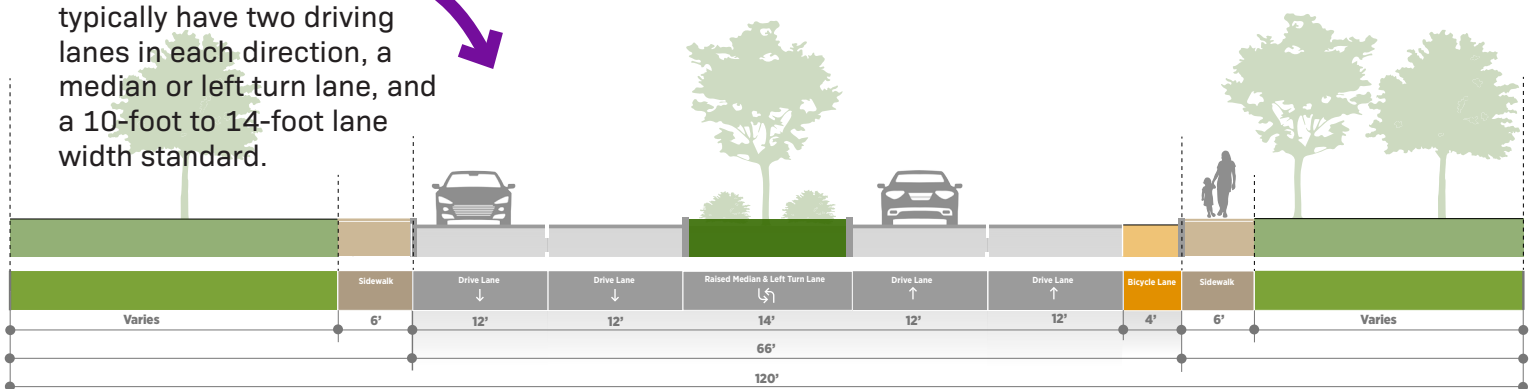 typically have two driving
lanes in each direction, a
median or left turn lane, and
a 10-foot to 14-foot lane
width standard.
Sidewalk Drive Lane Drive Lane Raised Median & Left Turn Lane Drive Lane Drive Lane Bicycle Lane Sidewalk
Varies 6’ 12’ 12’ 14’ 12’ 12’ 4’ 6’ Varies
66’
120’